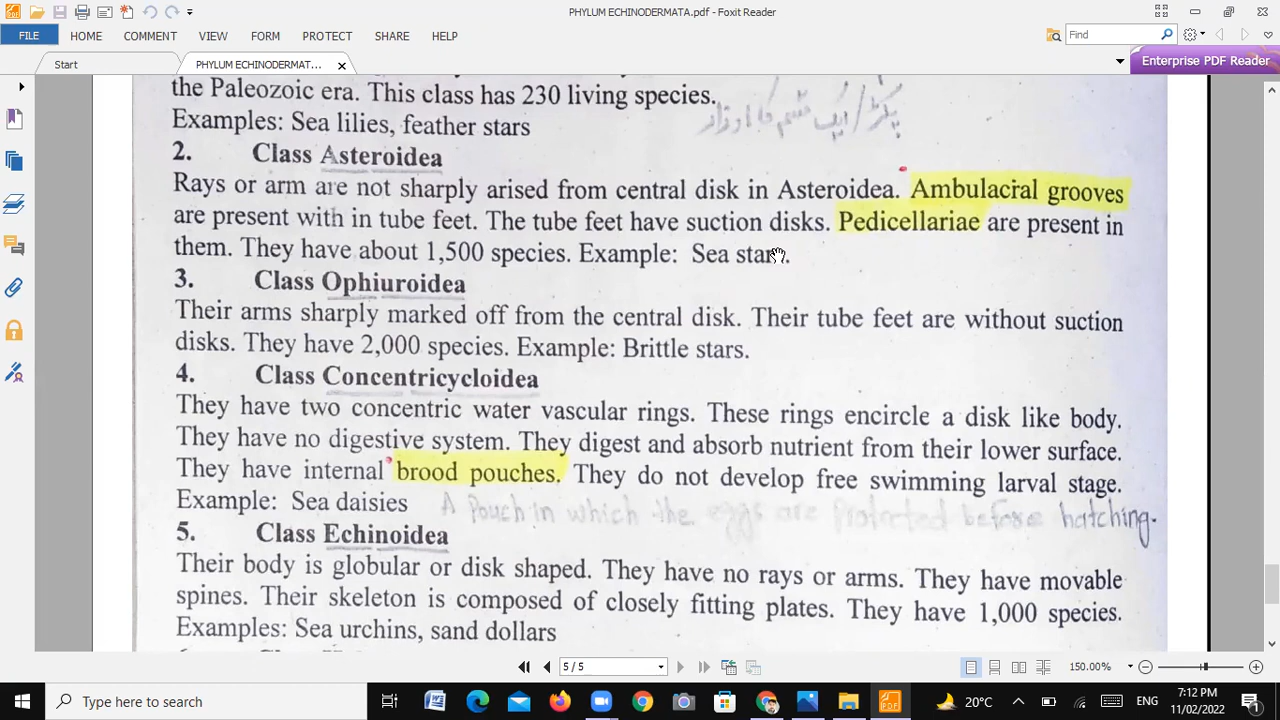 PHYLUM ECHINODERMATA.pdf - Foxit Reader
FILE HOME COMMENT VIEW FORM PROTECT SHARE HELP
Find
Start PHYLUM ECHINODERMAT...
Enterprise PDF Reader
the Paleozoic era. This class has 230 living species.
پکڑ/ایک قسم کا اوزار
Examples: Sea lilies, feather stars
2. Class Asteroidea
Rays or arm are not sharply arised from central disk in Asteroidea. Ambulacial grooves
are present with in tube feet. The tube feet have suction disks. Pedicellariae are present in
them. They have about 1,500 species. Example: Sea stars.
3. Class Ophiuroidea
Their arms sharply marked off from the central disk. Their tube feet are without suction
disks. They have 2,000 species. Example: Brittle stars.
4. Class Concentricycloidea
They have two concentric water vascular rings. These rings encircle a disk like body.
They have no digestive system. They digest and absorb nutrient from their lower surface.
They have internal brood pouches. They do not develop free swimming larval stage.
Example: Sea daisies
A Pouch in which the eggs are protected before hatching.
5. Class Echinoidea
Their body is globular or disk shaped. They have no rays or arms. They have movable
spines. Their skeleton is composed of closely fitting plates. They have 1,000 species.
Examples: Sea urchins, sand dollars
5 / 5
150.00%
Type here to search
20°C
ENG
7:12 PM
11/02/2022